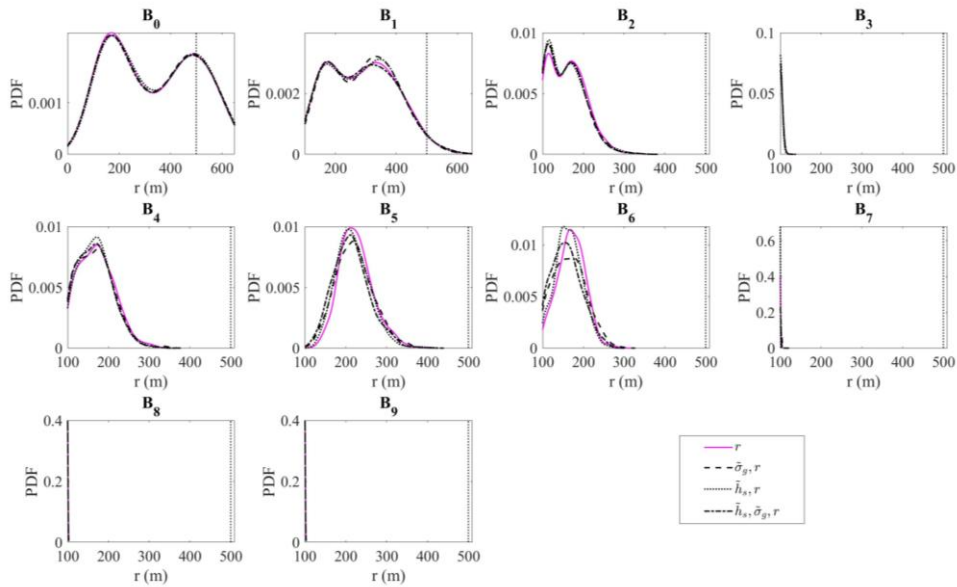 B0 B1 B2 B3
PDF 0.001 0
0 200 400 600
r (m)
PDF 0.002 0
200 400 600
r (m)
PDF 0.01 0.005 0
100 200 300 400 500
r (m)
PDF 0.1 0.05 0
100 200 300 400 500
r (m)
B4 B5 B6 B7
PDF 0.01 0.005 0
100 200 300 400 500
r (m)
PDF 0.01 0.005 0
100 200 300 400 500
r (m)
PDF 0.01 0.005 0
100 200 300 400 500
r (m)
PDF 0.6 0.4 0.2 0
100 200 300 400 500
r (m)
B8 B9
PDF 0.4 0.2 0
100 200 300 400 500
r (m)
PDF 0.4 0.2 0
100 200 300 400 500
r (m)
r
σ̃g, r
h̃s, r
h̃s, σ̃g, r